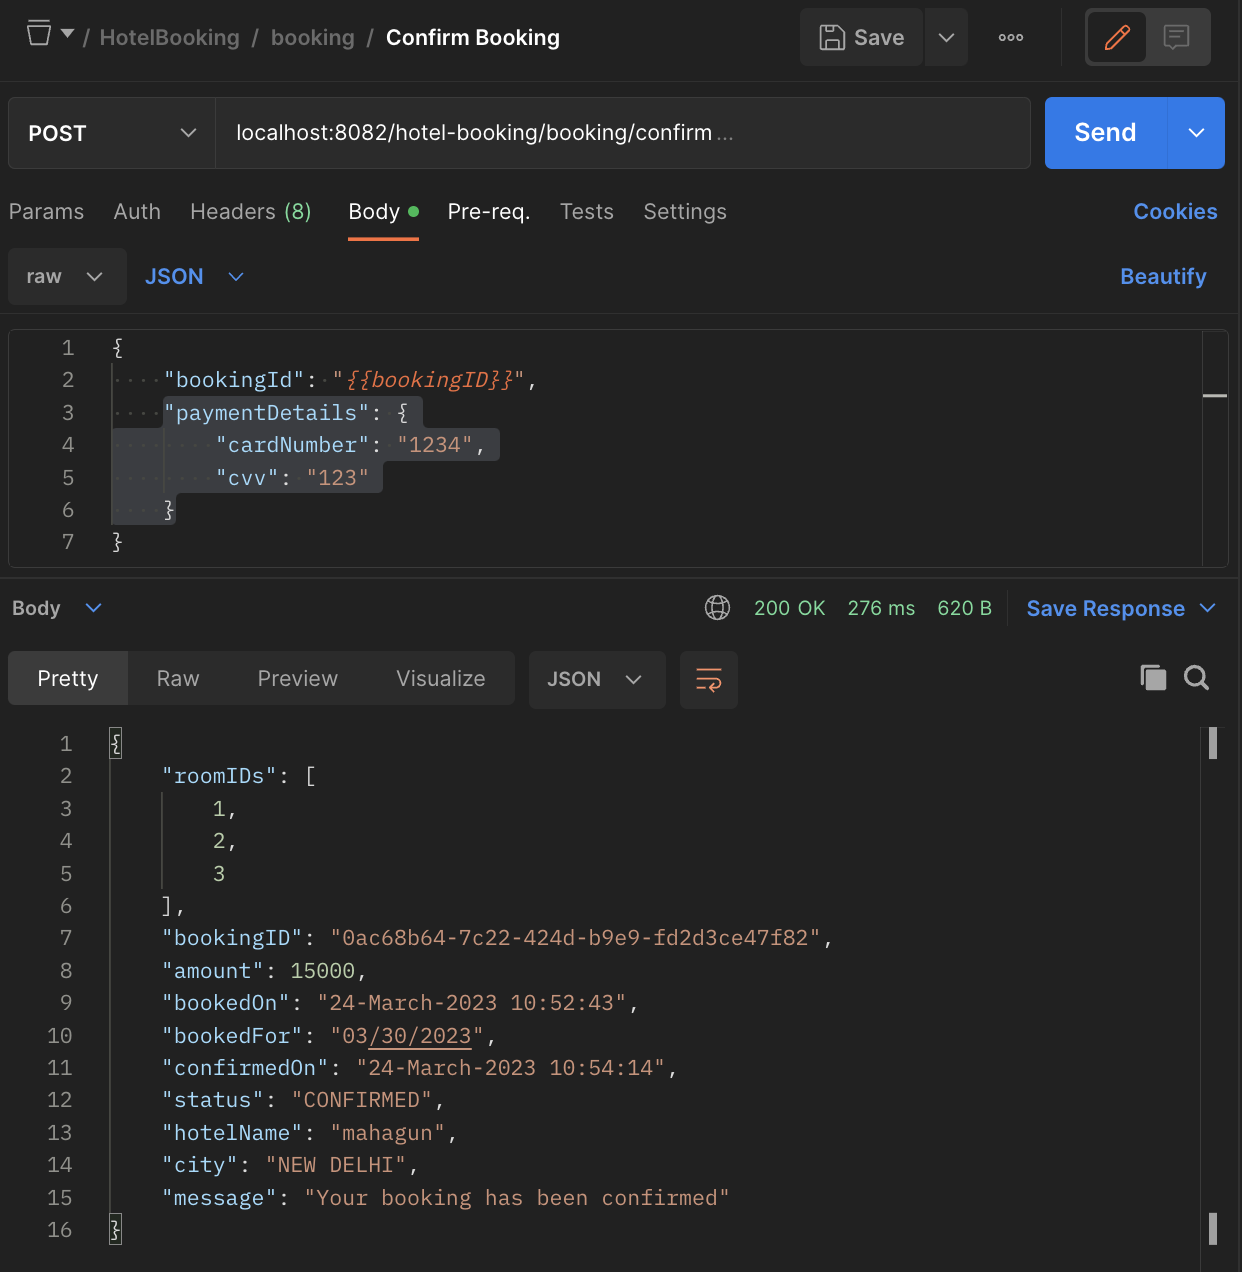 / HotelBooking / booking / Confirm Booking Save
POST localhost:8082/hotel-booking/booking/confirm ... Send
Params Auth Headers (8) Body Pre-req. Tests Settings Cookies
raw JSON Beautify
1 {
2 "bookingId": "{{bookingID}}",
3 "paymentDetails": {
4 "cardNumber": "1234",
5 "cvv": "123"
6 }
7 }
Body 200 OK 276 ms 620 B Save Response
Pretty Raw Preview Visualize JSON
1 {
2 "roomIDs": [
3 1,
4 2,
5 3
6 ],
7 "bookingID": "0ac68b64-7c22-424d-b9e9-fd2d3ce47f82",
8 "amount": 15000,
9 "bookedOn": "24-March-2023 10:52:43",
10 "bookedFor": "03/30/2023",
11 "confirmedOn": "24-March-2023 10:54:14",
12 "status": "CONFIRMED",
13 "hotelName": "mahagun",
14 "city": "NEW DELHI",
15 "message": "Your booking has been confirmed"
16 }